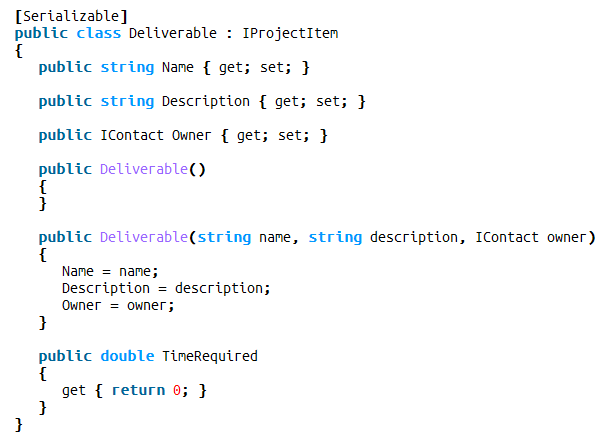 [Serializable]
public class Deliverable : IProjectItem
{
public string Name { get; set; }
public string Description { get; set; }
public IContact Owner { get; set; }
public Deliverable()
{
}
public Deliverable(string name, string description, IContact owner)
{
Name = name;
Description = description;
Owner = owner;
}
public double TimeRequired
{
get { return 0; }
}
}